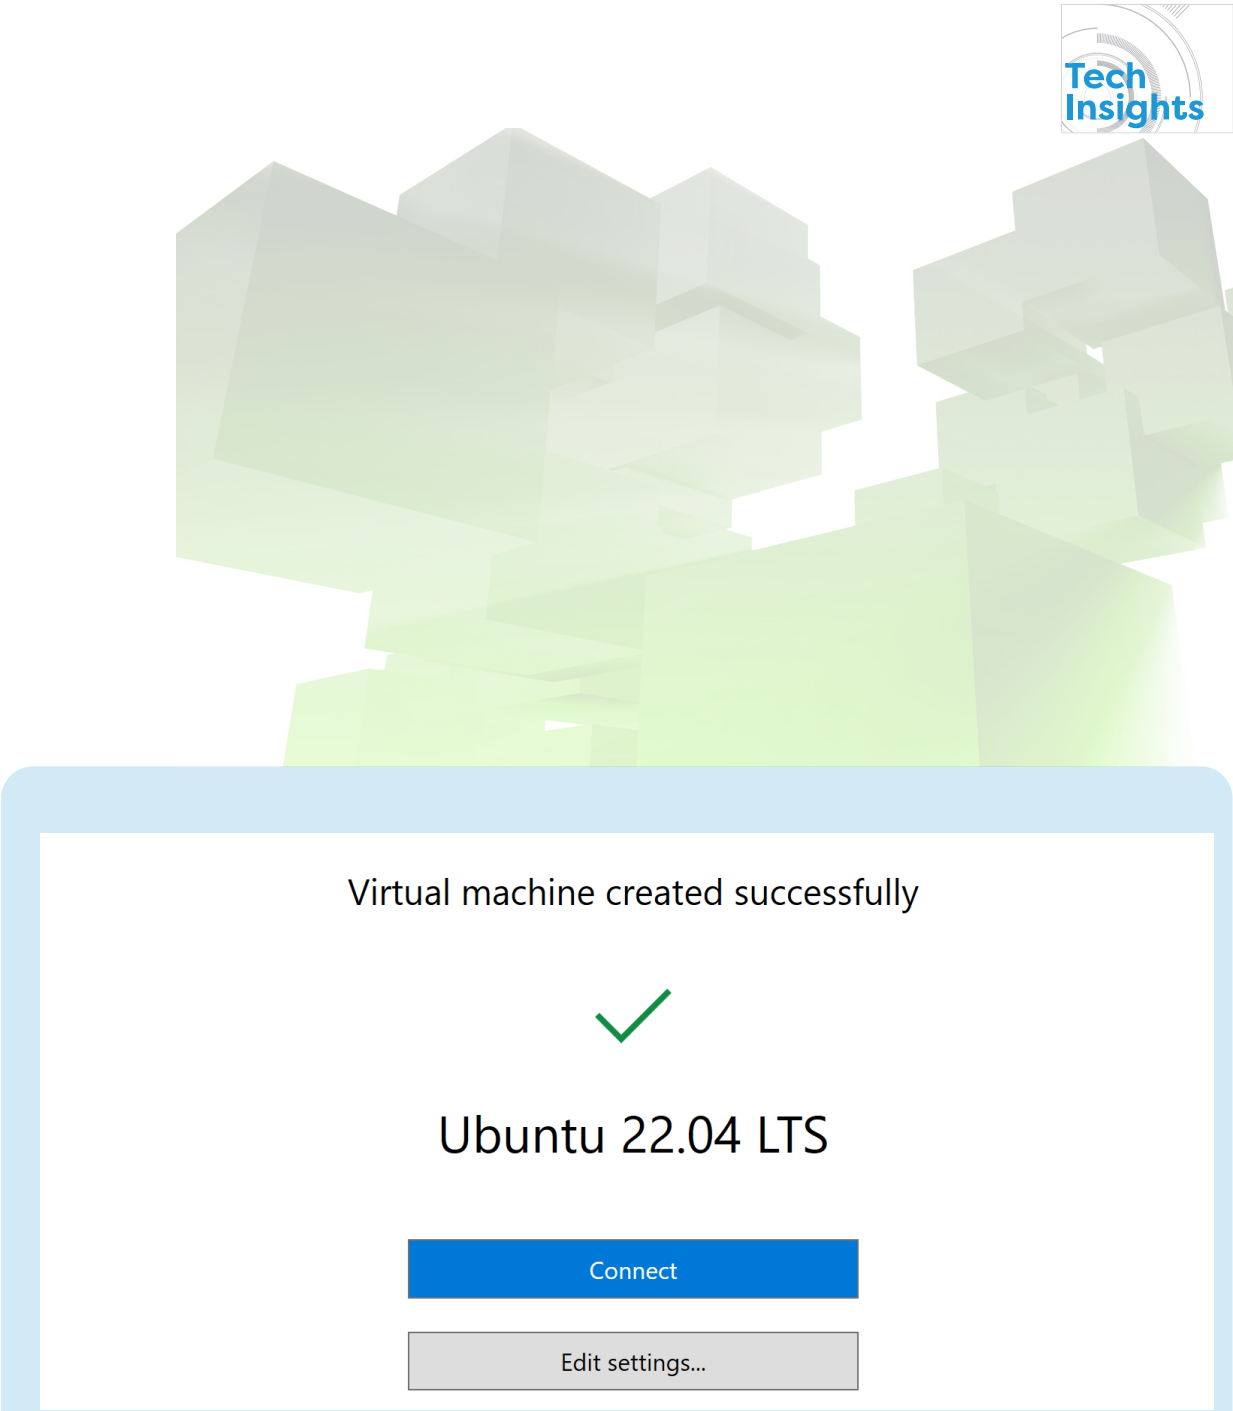 Tech
Insights
Virtual machine created successfully
Ubuntu 22.04 LTS
Connect
Edit settings...